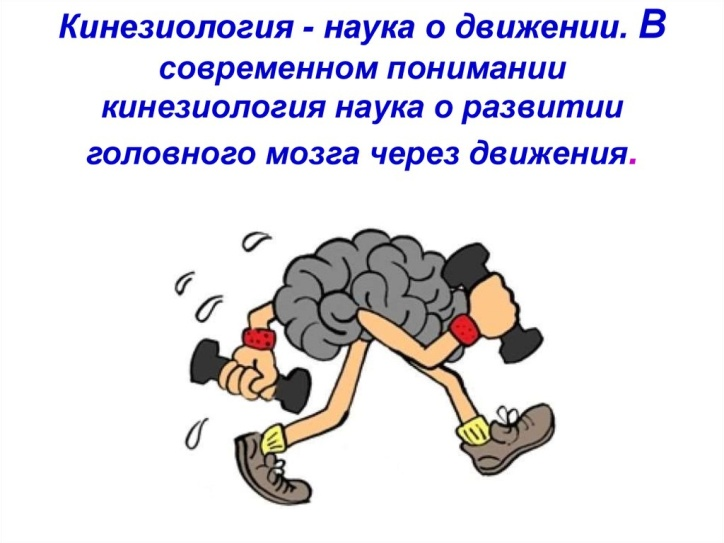 Кинезиология - наука о движении. В
современном понимании
кинезиология наука о развитии
головного мозга через движения.